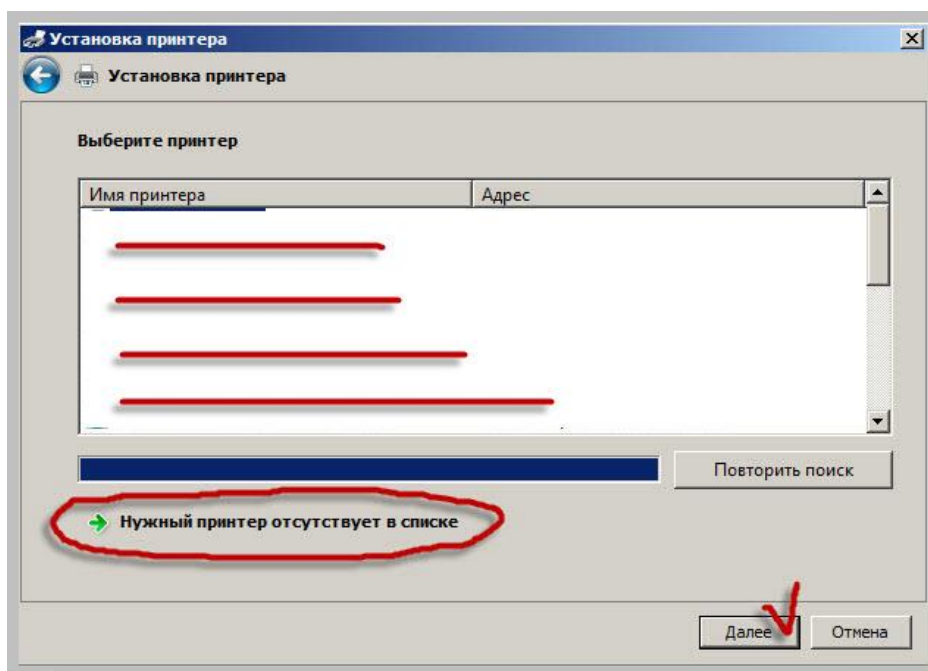 Установка принтера
Установка принтера
Выберите принтер
Имя принтера Адрес
Повторить поиск
Нужный принтер отсутствует в списке
Далее Отмена